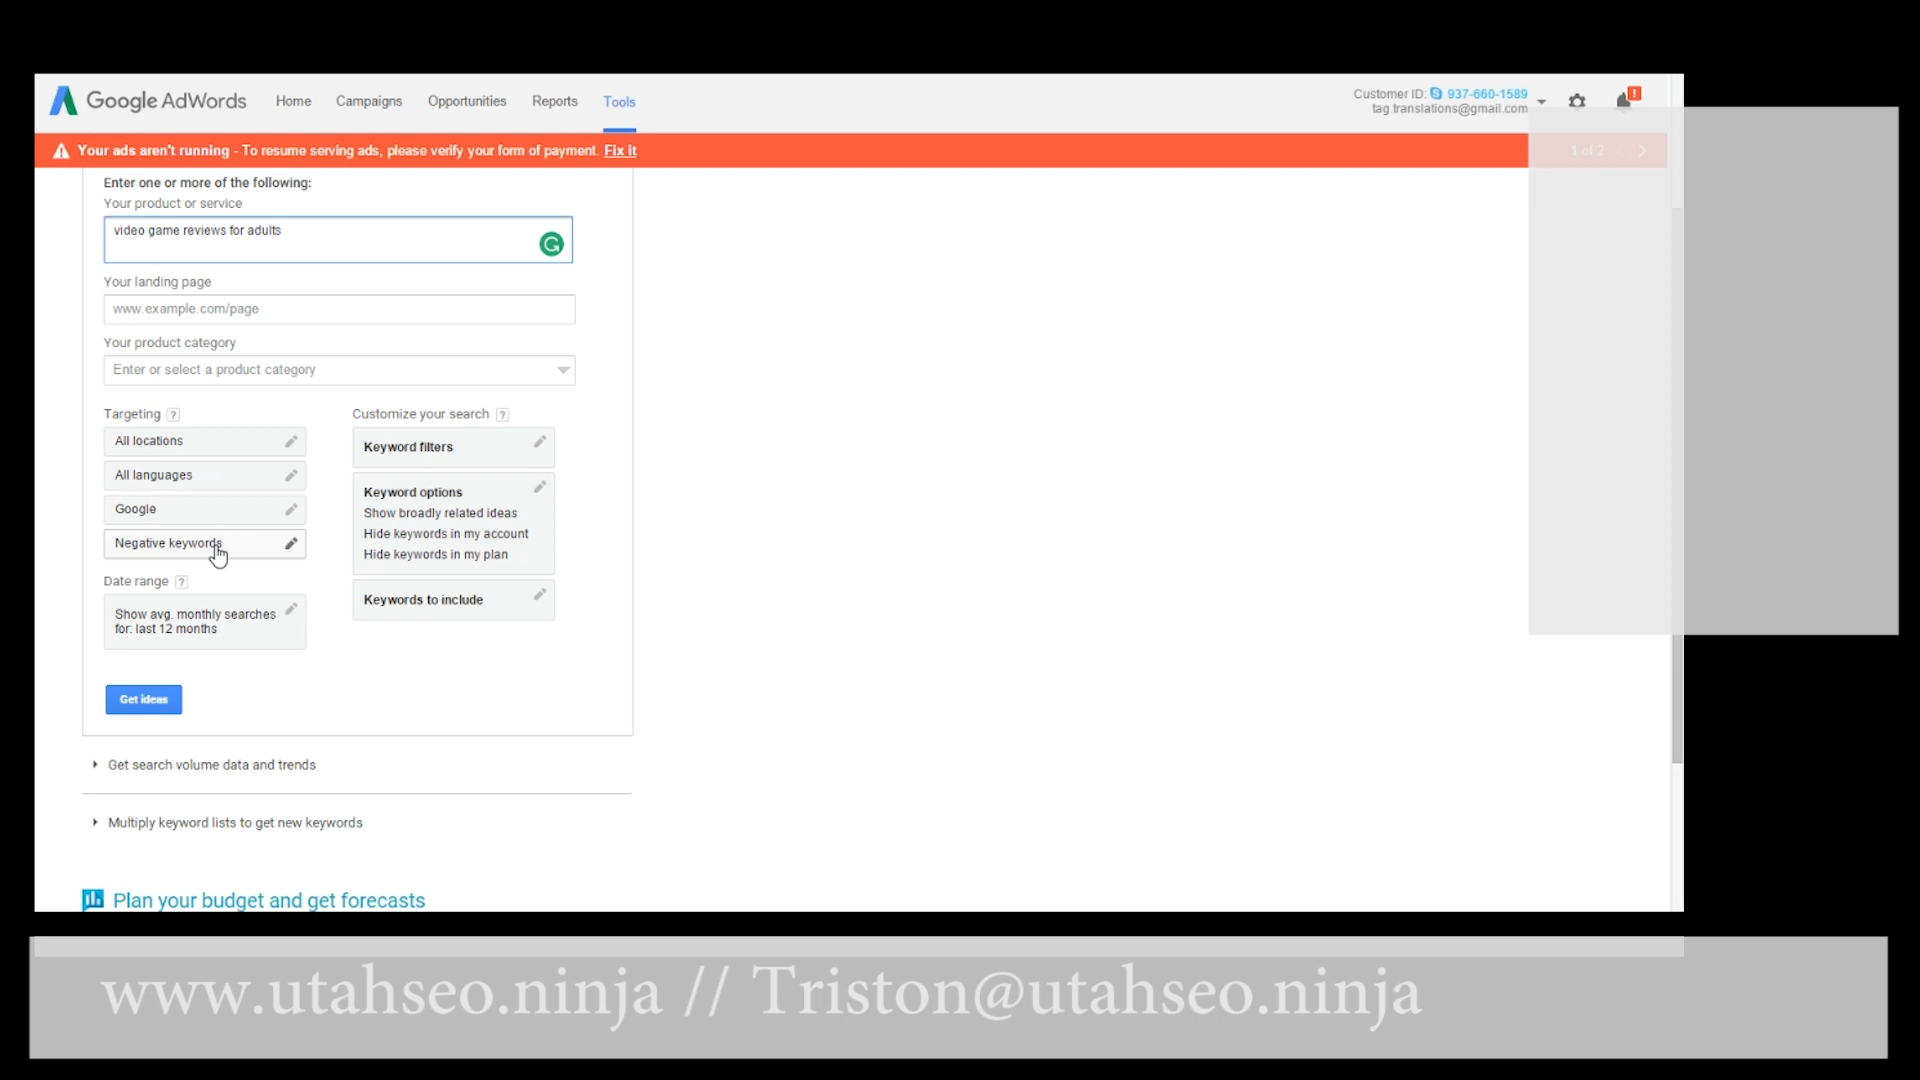 Google AdWords Home Campaigns Opportunities Reports Tools Customer ID: 937-660-1589
tag.translations@gmail.com
Your ads aren't running - To resume serving ads, please verify your form of payment. Fix it 1 of 2
Enter one or more of the following:
Your product or service
video game reviews for adults
Your landing page
www.example.com/page
Your product category
Enter or select a product category
Targeting ?
All locations
All languages
Google
Negative keywords
Date range ?
Show avg. monthly searches
for: last 12 months
Customize your search ?
Keyword filters
Keyword options
Show broadly related ideas
Hide keywords in my account
Hide keywords in my plan
Keywords to include
Get ideas
Get search volume data and trends
Multiply keyword lists to get new keywords
Plan your budget and get forecasts
www.utahseo.ninja // Triston@utahseo.ninja